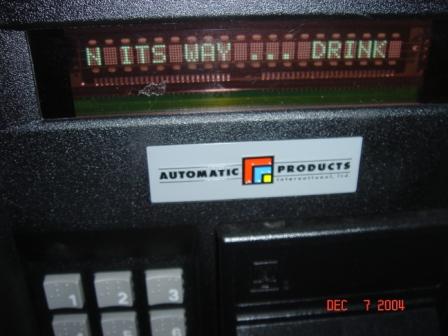 N ITS WAY ... DRINK
AUTOMATIC PRODUCTS
international, ltd.
1 2 3
DEC 7 2004